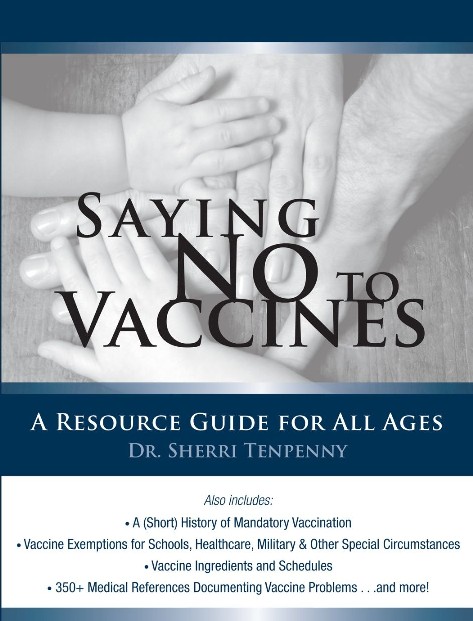 SAYING
NO TO
VACCINES
A RESOURCE GUIDE FOR ALL AGES
DR. SHERRI TENPENNY
Also includes:
• A (Short) History of Mandatory Vaccination
• Vaccine Exemptions for Schools, Healthcare, Military & Other Special Circumstances
• Vaccine Ingredients and Schedules
• 350+ Medical References Documenting Vaccine Problems . . .and more!